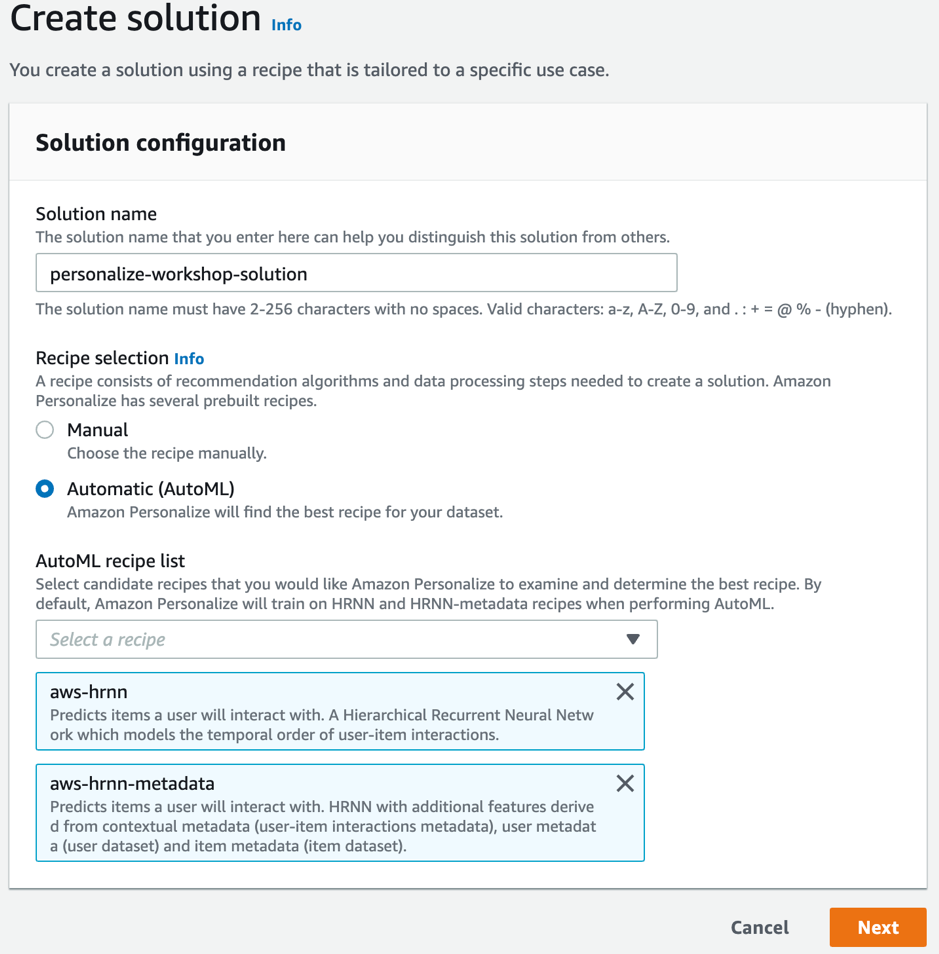 Create solution Info
You create a solution using a recipe that is tailored to a specific use case.
Solution configuration
Solution name
The solution name that you enter here can help you distinguish this solution from others.
personalize-workshop-solution
The solution name must have 2-256 characters with no spaces. Valid characters: a-z, A-Z, 0-9, and . : + = @ % - (hyphen).
Recipe selection Info
A recipe consists of recommendation algorithms and data processing steps needed to create a solution. Amazon
Personalize has several prebuilt recipes.
Manual
Choose the recipe manually.
Automatic (AutoML)
Amazon Personalize will find the best recipe for your dataset.
AutoML recipe list
Select candidate recipes that you would like Amazon Personalize to examine and determine the best recipe. By
default, Amazon Personalize will train on HRNN and HRNN-metadata recipes when performing AutoML.
Select a recipe
aws-hrnn
Predicts items a user will interact with. A Hierarchical Recurrent Neural Netw
ork which models the temporal order of user-item interactions.
aws-hrnn-metadata
Predicts items a user will interact with. HRNN with additional features derive
d from contextual metadata (user-item interactions metadata), user metadat
a (user dataset) and item metadata (item dataset).
Cancel
Next